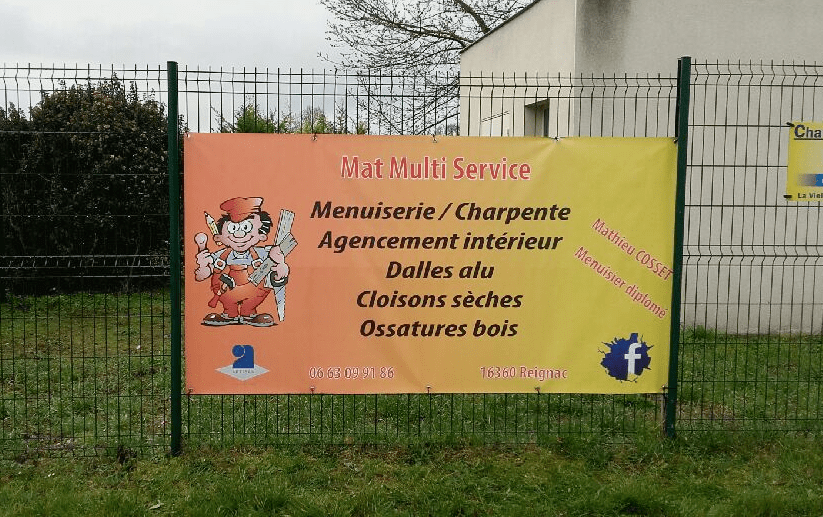 Mat Multi Service
Menuiserie / Charpente
Agencement intérieur
Dalles alu
Cloisons sèches
Ossatures bois
Mathieu COSSET
Menuisier diplomé
06 63 09 91 86
16360 Reignac
f
Cha